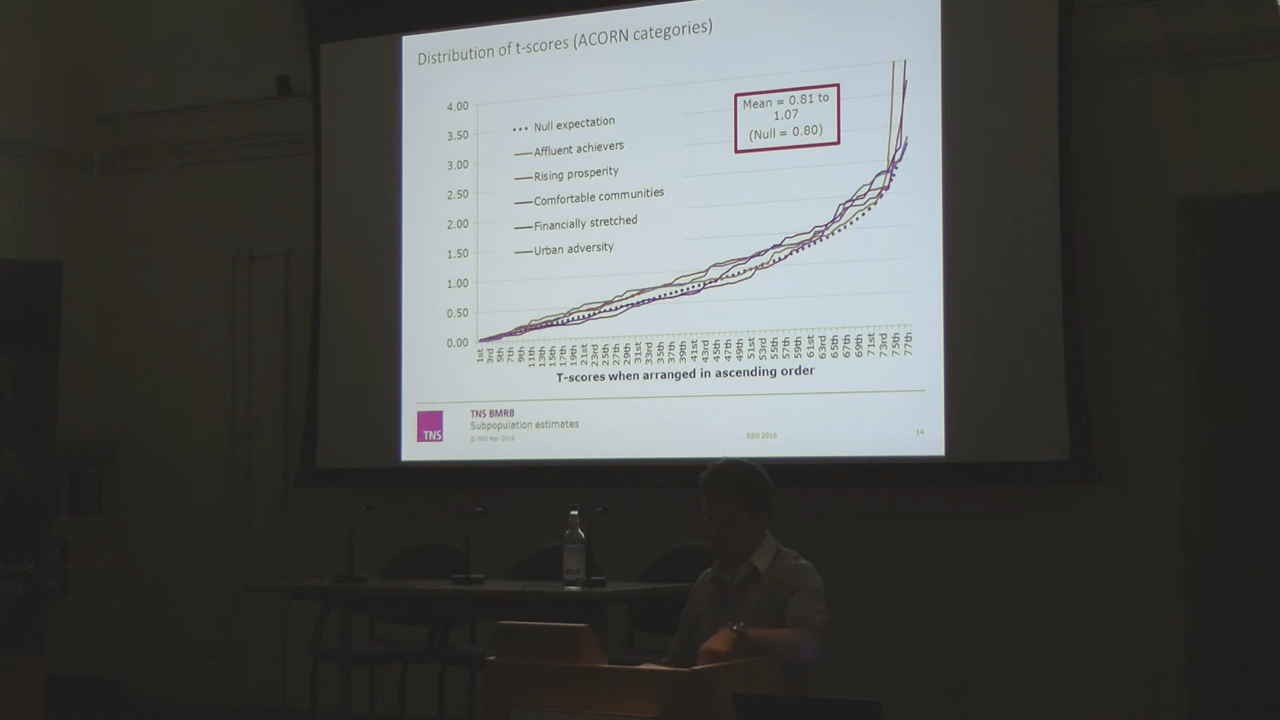 Distribution of t-scores (ACORN categories)
4.00
3.50
3.00
2.50
2.00
1.50
1.00
0.50
0.00
Null expectation
Affluent achievers
Rising prosperity
Comfortable communities
Financially stretched
Urban adversity
Mean = 0.81 to
1.07
(Null = 0.80)
1st
3rd
5th
7th
9th
11th
13th
15th
17th
19th
21st
23rd
25th
27th
29th
31st
33rd
35th
37th
39th
41st
43rd
45th
47th
49th
51st
53rd
55th
57th
59th
61st
63rd
65th
67th
69th
71st
73rd
75th
77th
T-scores when arranged in ascending order
TNS
TNS BMRB
Subpopulation estimates
© TNS Mar 2016
RSS 2016
14